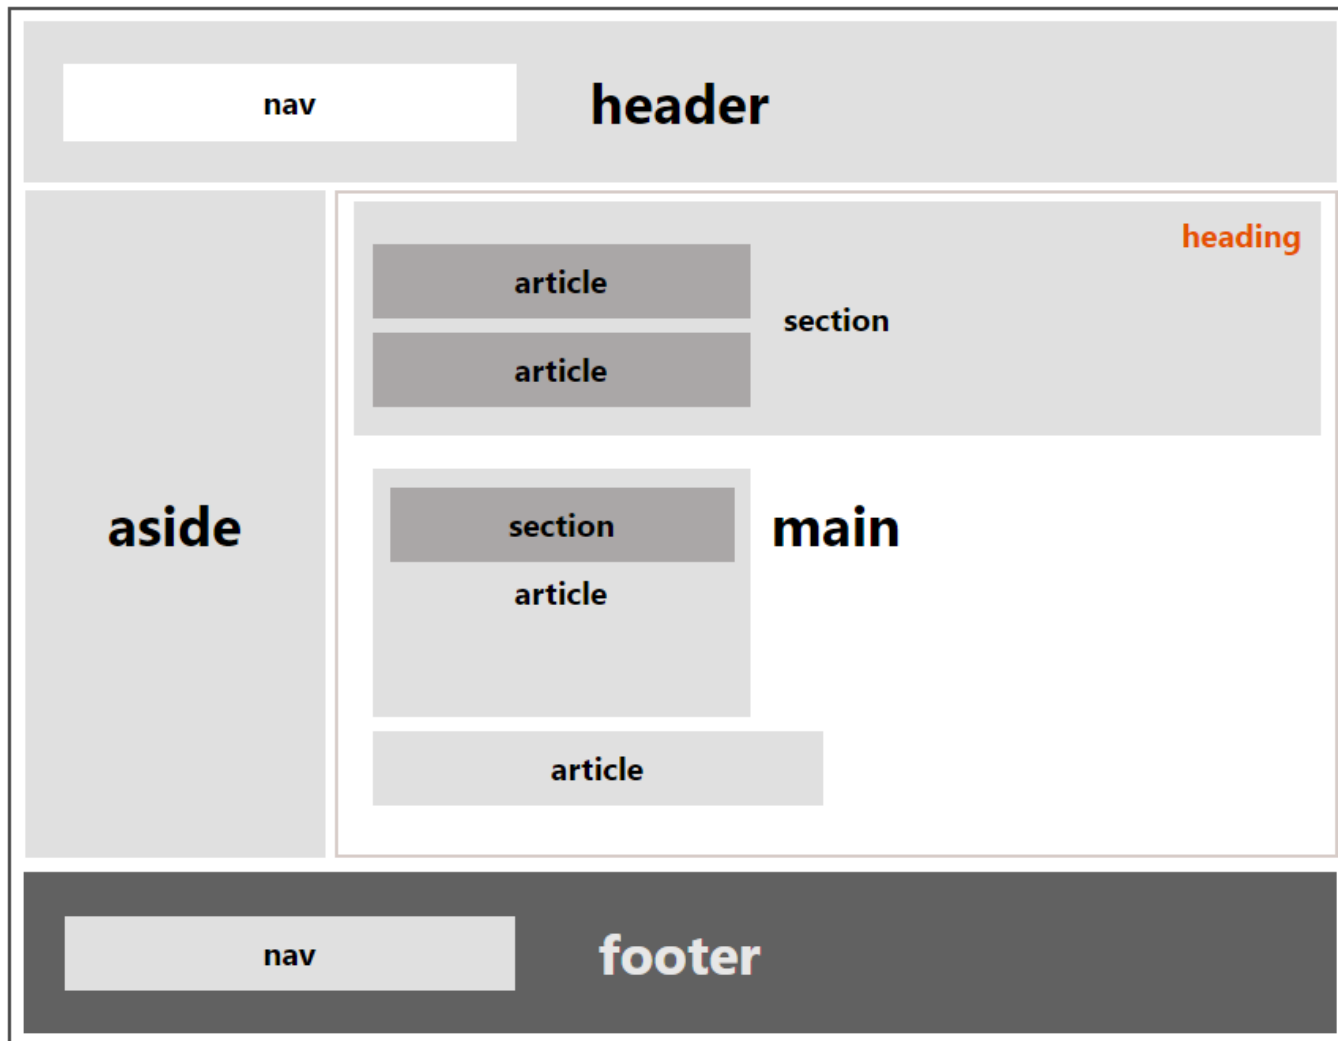 nav
header
aside
heading
article
section
article
section
main
article
article
nav
footer